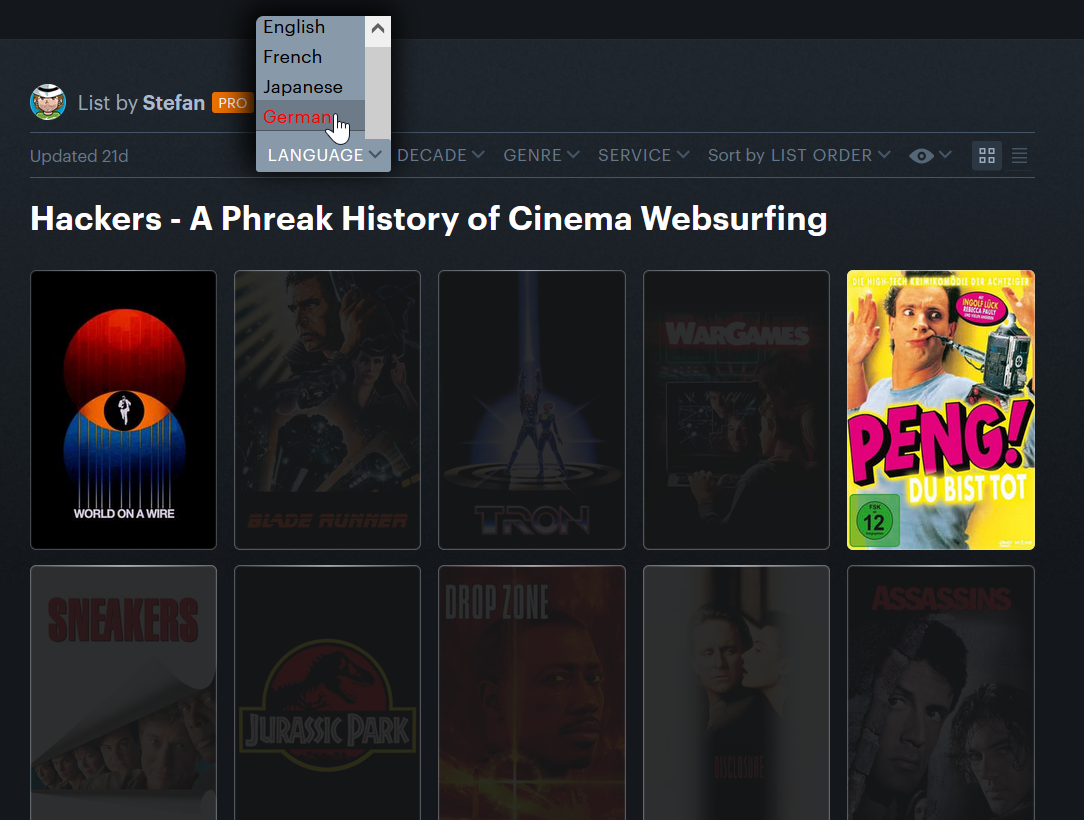 English
French
Japanese
German
List by Stefan PRO
Updated 21d
LANGUAGE DECADE GENRE SERVICE Sort by LIST ORDER
Hackers - A Phreak History of Cinema Websurfing
WORLD ON A WIRE
BLADE RUNNER
TRON
WARGAMES
DIE HIGH-TECH KRIMIKOMÖDIE DER ACHTZIGER
MIT
INGOLF LÜCK
REBECCA PAULY
PENG!
DU BIST TOT
FSK
12
SNEAKERS
JURASSIC PARK
DROP ZONE
DISCLOSURE
ASSASSINS